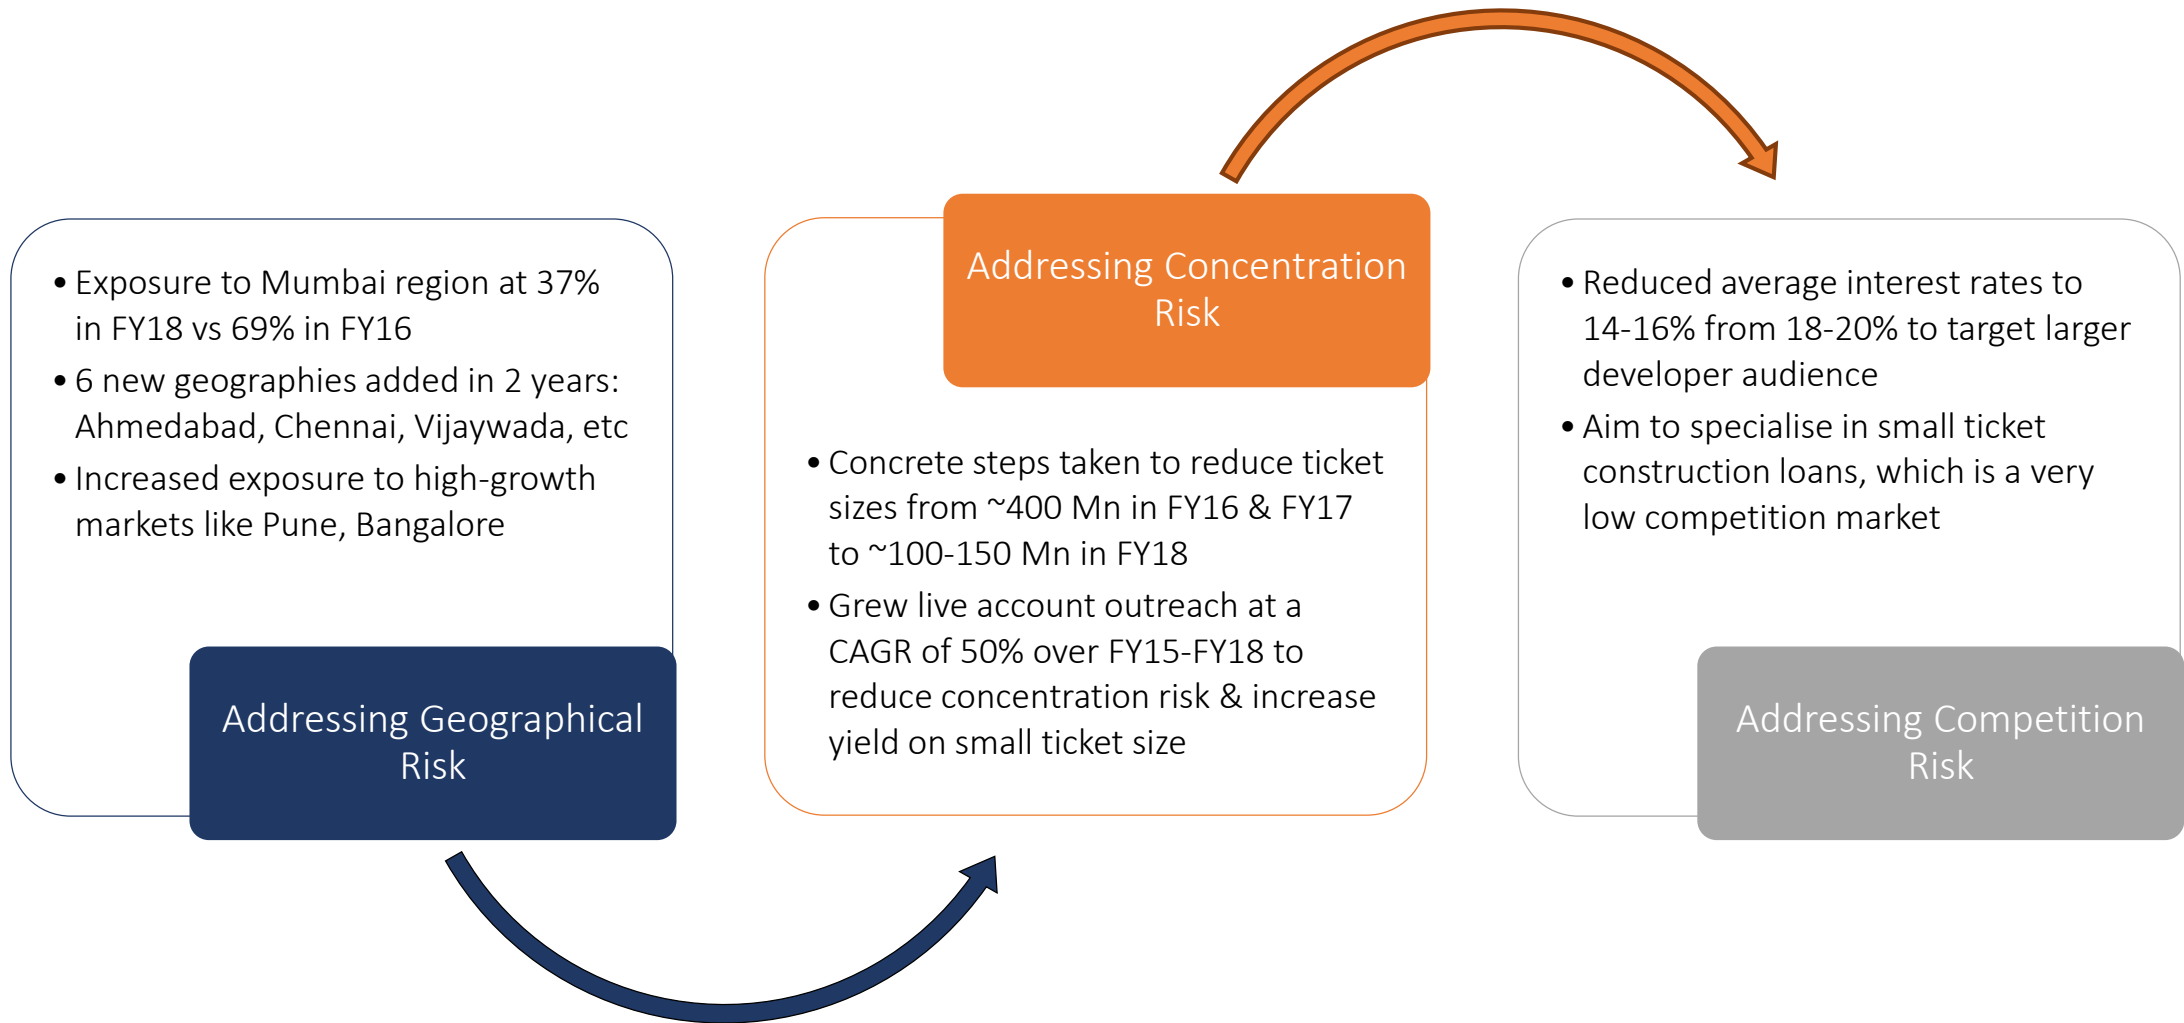 • Exposure to Mumbai region at 37%
in FY18 vs 69% in FY16
• 6 new geographies added in 2 years:
Ahmedabad, Chennai, Vijaywada, etc
• Increased exposure to high-growth
markets like Pune, Bangalore
Addressing Geographical
Risk
Addressing Concentration
Risk
• Concrete steps taken to reduce ticket
sizes from ~400 Mn in FY16 & FY17
to ~100-150 Mn in FY18
• Grew live account outreach at a
CAGR of 50% over FY15-FY18 to
reduce concentration risk & increase
yield on small ticket size
• Reduced average interest rates to
14-16% from 18-20% to target larger
developer audience
• Aim to specialise in small ticket
construction loans, which is a very
low competition market
Addressing Competition
Risk